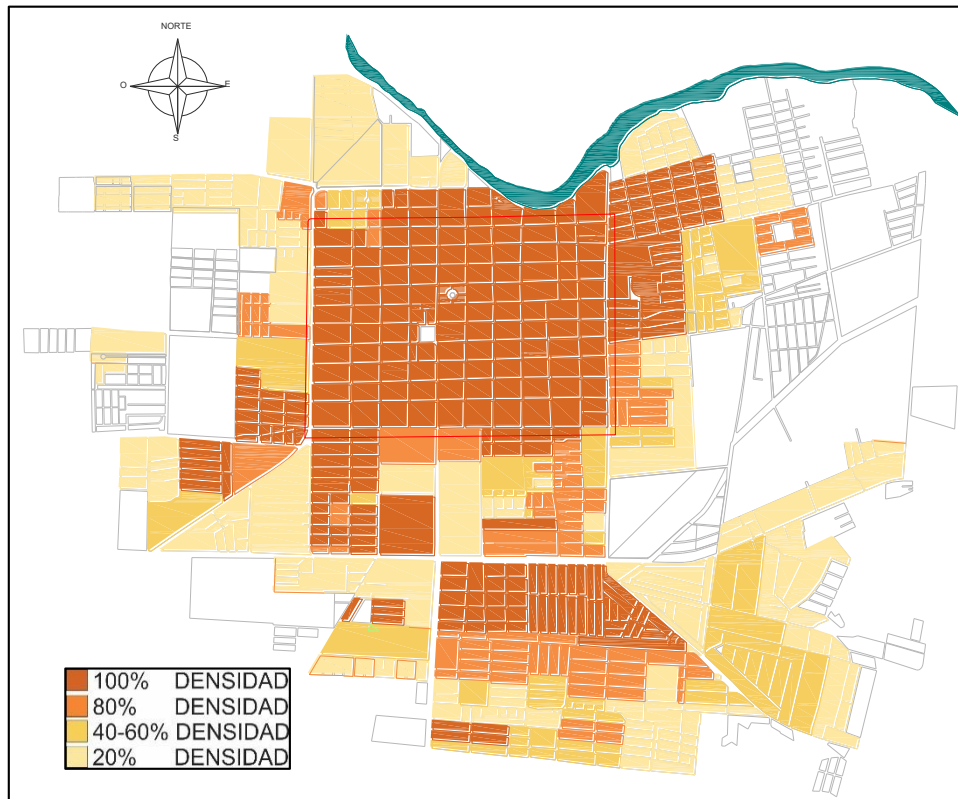 NORTE
O
E
S
100% DENSIDAD
80% DENSIDAD
40-60% DENSIDAD
20% DENSIDAD